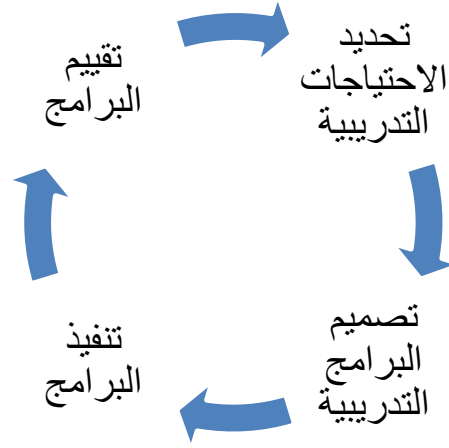 تحديد
الاحتياجات
التدريبية
تصميم
البرامج
التدريبية
تنفيذ
البرامج
تقييم
البرامج